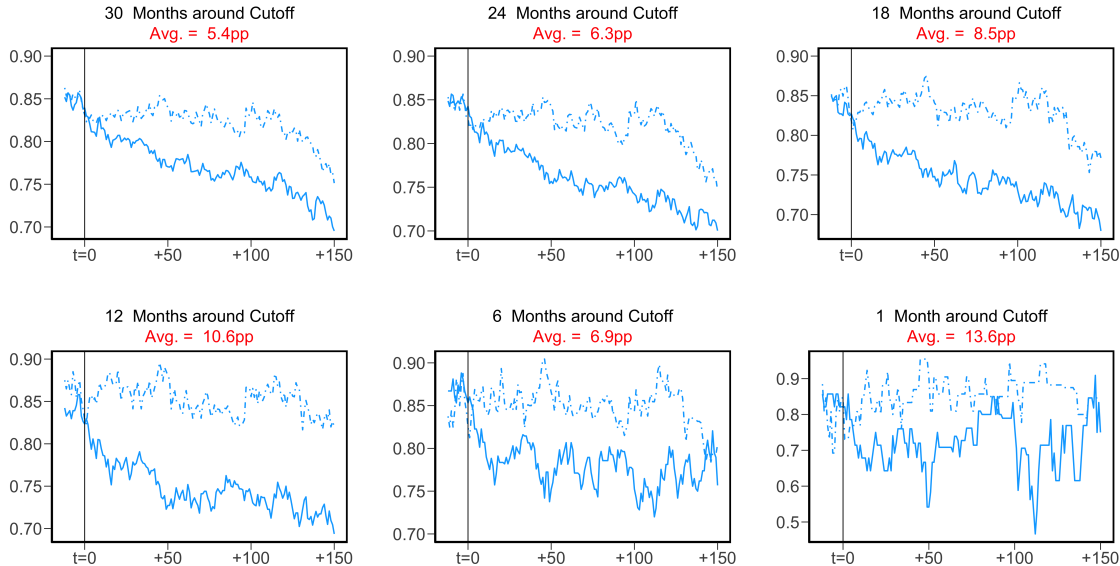 30 Months around Cutoff
Avg. = 5.4pp
0.90
0.85
0.80
0.75
0.70
t=0 +50 +100 +150
24 Months around Cutoff
Avg. = 6.3pp
0.90
0.85
0.80
0.75
0.70
t=0 +50 +100 +150
18 Months around Cutoff
Avg. = 8.5pp
0.90
0.85
0.80
0.75
0.70
t=0 +50 +100 +150
12 Months around Cutoff
Avg. = 10.6pp
0.90
0.85
0.80
0.75
0.70
t=0 +50 +100 +150
6 Months around Cutoff
Avg. = 6.9pp
0.90
0.85
0.80
0.75
0.70
t=0 +50 +100 +150
1 Month around Cutoff
Avg. = 13.6pp
0.9
0.8
0.7
0.6
0.5
t=0 +50 +100 +150